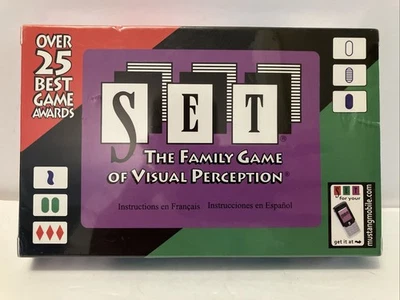 OVER
25
BEST
GAME
AWARDS
SET®
THE FAMILY GAME
OF VISUAL PERCEPTION®
Instructions en Français Instrucciones en Español
SET
for your
get it at
mustangmobile.com